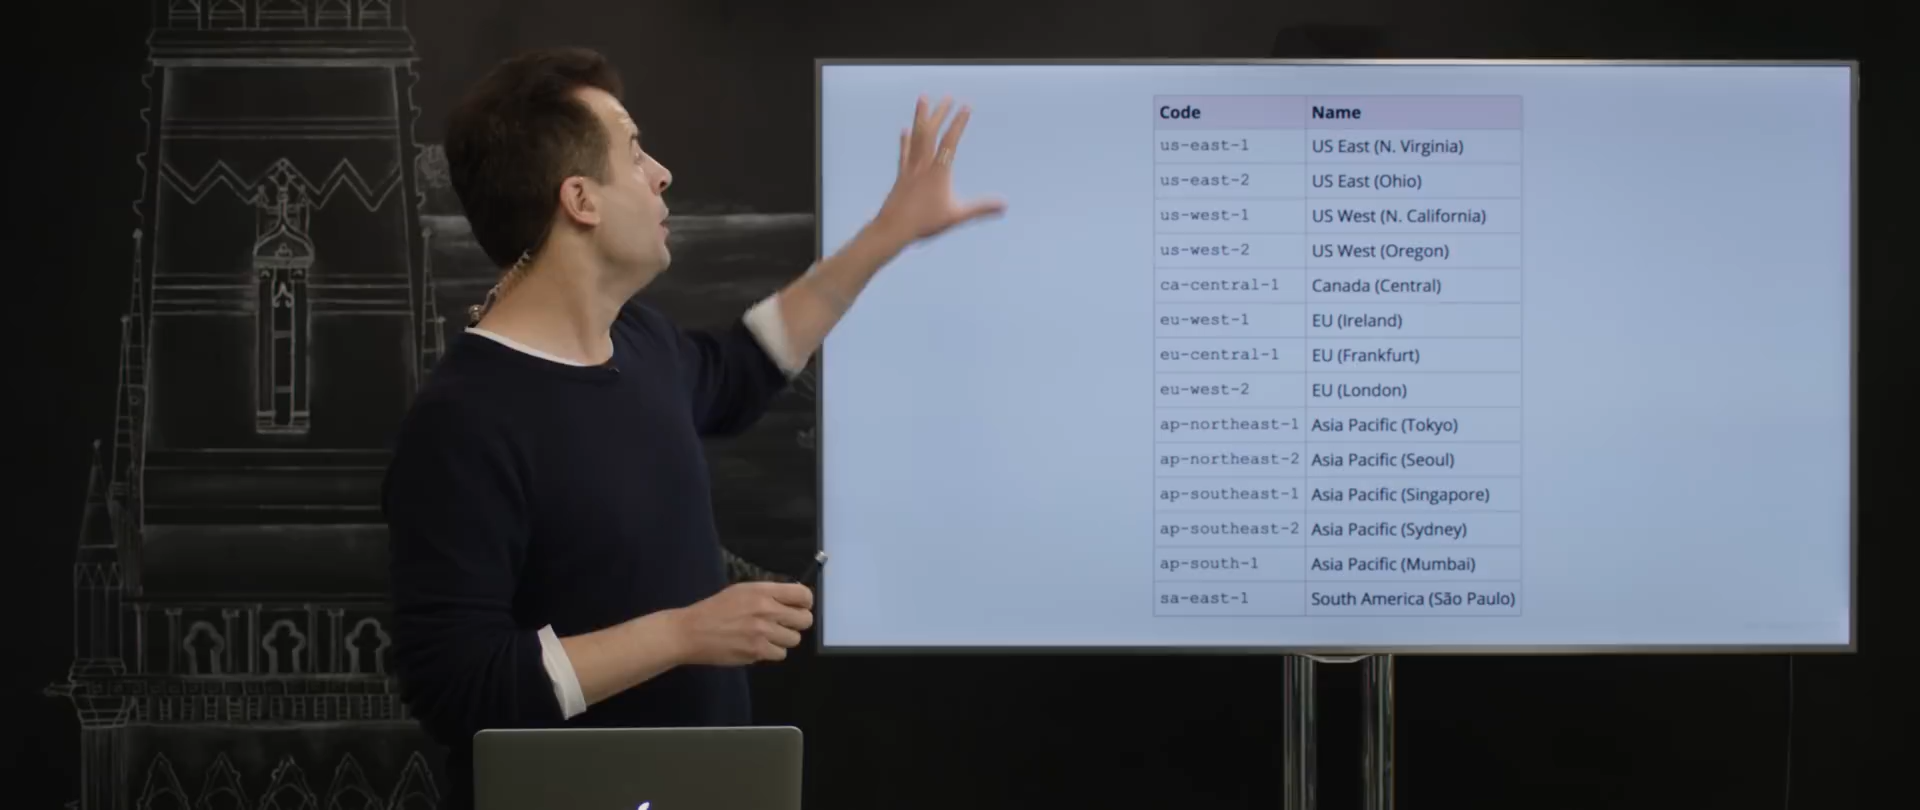 Code Name
us-east-1 US East (N. Virginia)
us-east-2 US East (Ohio)
us-west-1 US West (N. California)
us-west-2 US West (Oregon)
ca-central-1 Canada (Central)
eu-west-1 EU (Ireland)
eu-central-1 EU (Frankfurt)
eu-west-2 EU (London)
ap-northeast-1 Asia Pacific (Tokyo)
ap-northeast-2 Asia Pacific (Seoul)
ap-southeast-1 Asia Pacific (Singapore)
ap-southeast-2 Asia Pacific (Sydney)
ap-south-1 Asia Pacific (Mumbai)
sa-east-1 South America (São Paulo)